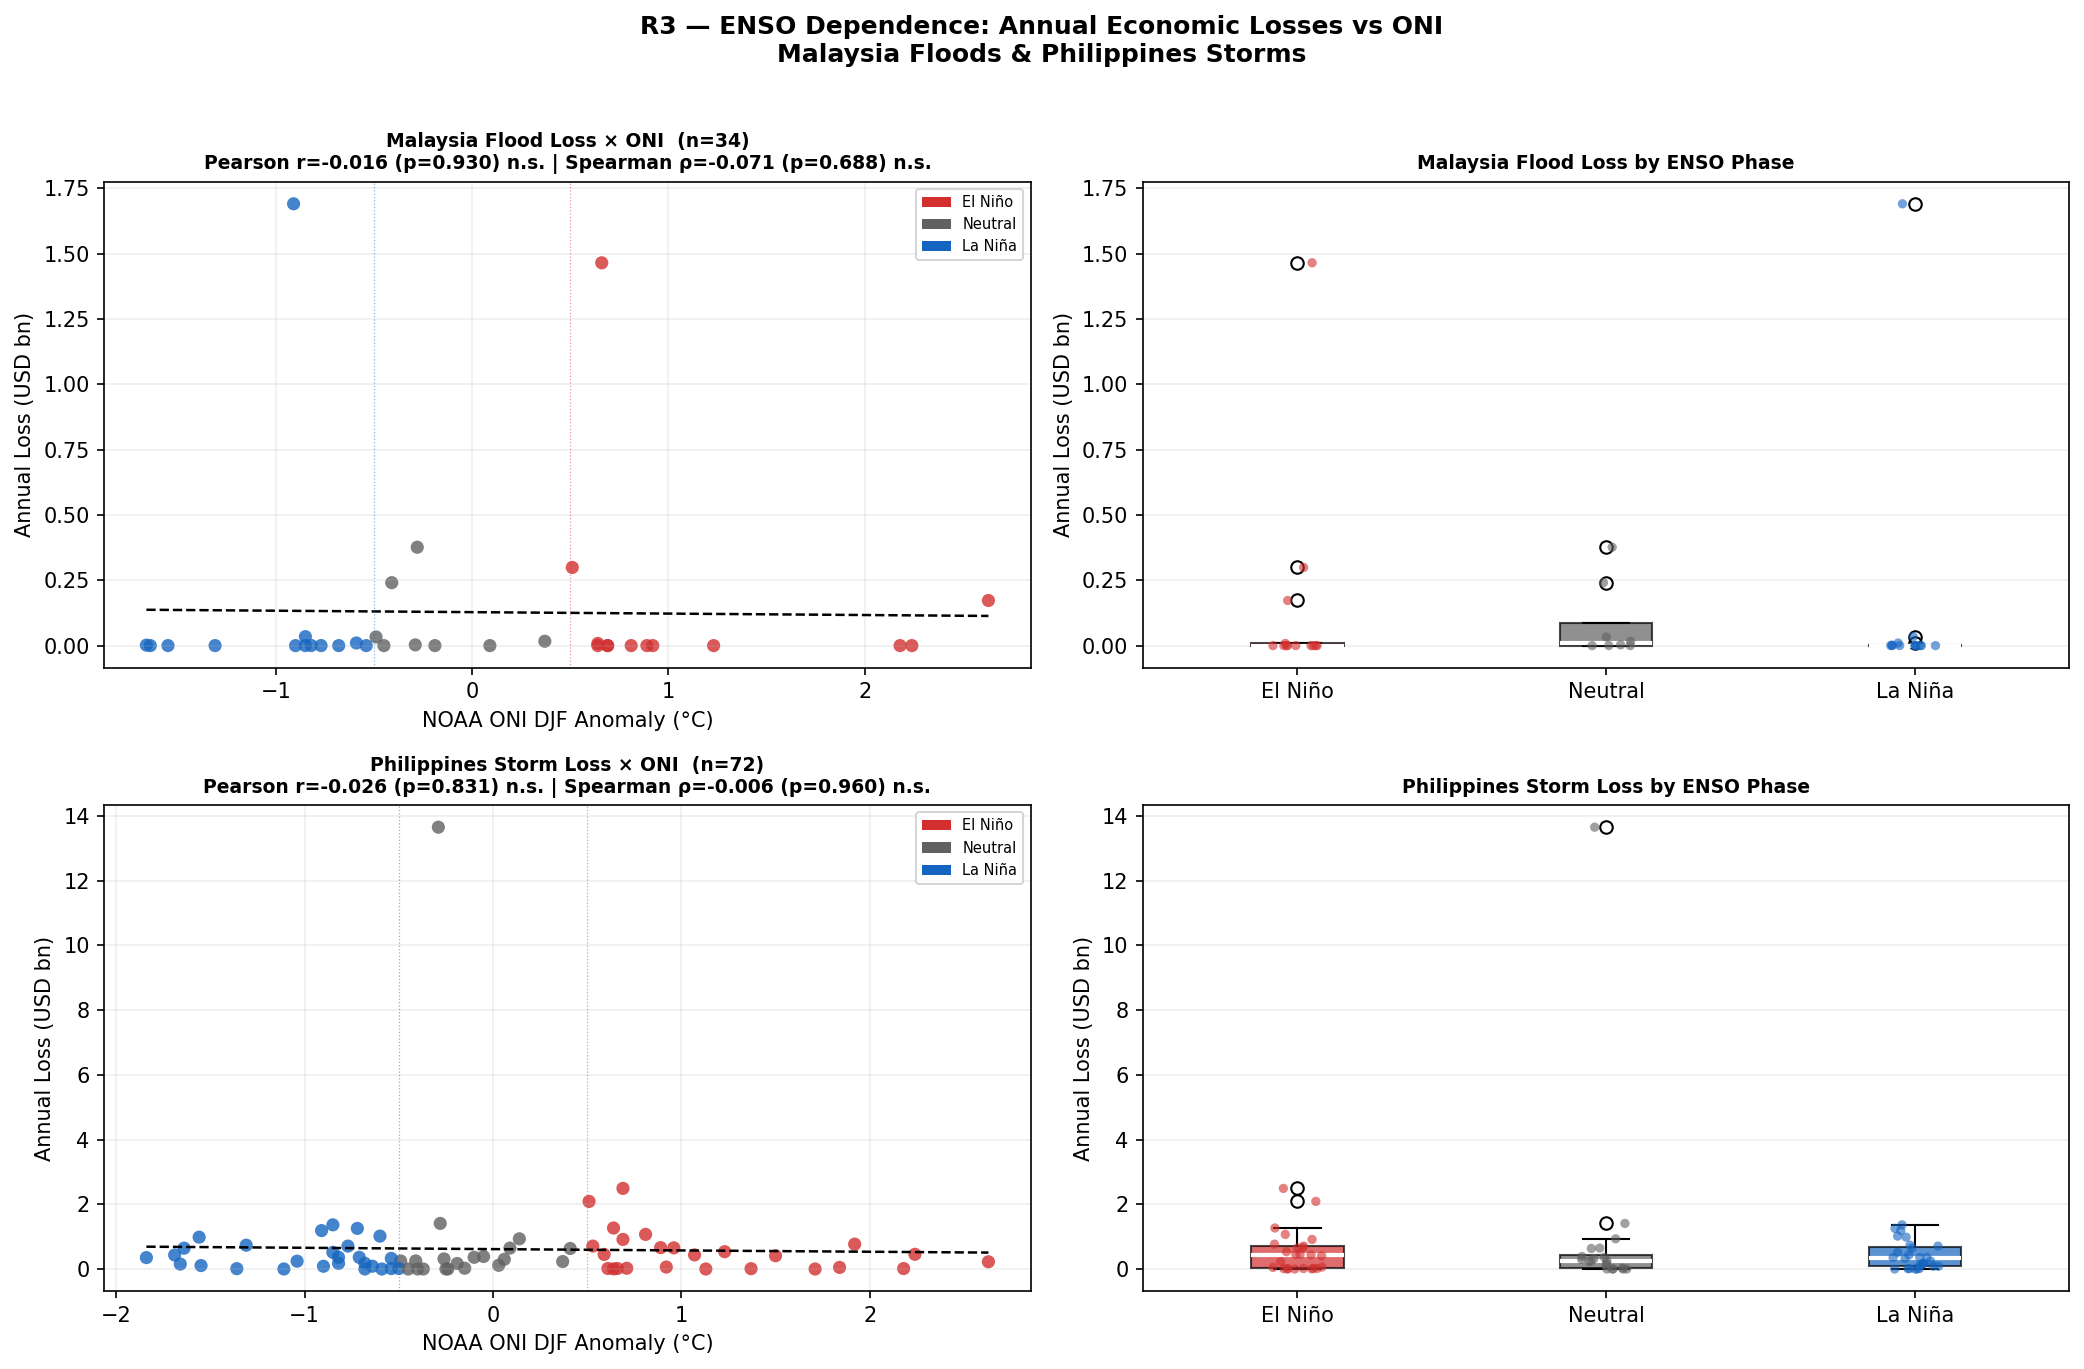 R3 — ENSO Dependence: Annual Economic Losses vs ONI
Malaysia Floods & Philippines Storms
Malaysia Flood Loss × ONI  (n=34)
Pearson r=-0.016 (p=0.930) n.s. | Spearman ρ=-0.071 (p=0.688) n.s.
Annual Loss (USD bn)
1.75
1.50
1.25
1.00
0.75
0.50
0.25
0.00
El Niño
Neutral
La Niña
−1
0
1
2
NOAA ONI DJF Anomaly (°C)
Malaysia Flood Loss by ENSO Phase
Annual Loss (USD bn)
1.75
1.50
1.25
1.00
0.75
0.50
0.25
0.00
El Niño
Neutral
La Niña
Philippines Storm Loss × ONI  (n=72)
Pearson r=-0.026 (p=0.831) n.s. | Spearman ρ=-0.006 (p=0.960) n.s.
Annual Loss (USD bn)
14
12
10
8
6
4
2
0
El Niño
Neutral
La Niña
−2
−1
0
1
2
NOAA ONI DJF Anomaly (°C)
Philippines Storm Loss by ENSO Phase
Annual Loss (USD bn)
14
12
10
8
6
4
2
0
El Niño
Neutral
La Niña